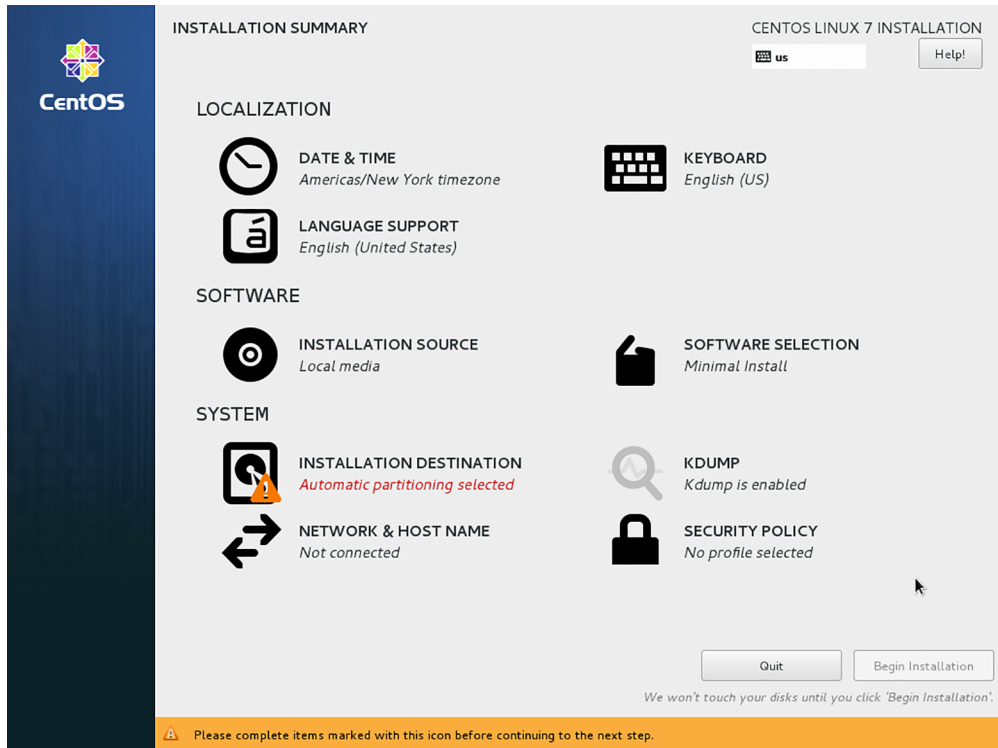 INSTALLATION SUMMARY
CENTOS LINUX 7 INSTALLATION
us
Help!
CentOS
LOCALIZATION
DATE & TIME
Americas/New York timezone
KEYBOARD
English (US)
á
LANGUAGE SUPPORT
English (United States)
SOFTWARE
INSTALLATION SOURCE
Local media
SOFTWARE SELECTION
Minimal Install
SYSTEM
INSTALLATION DESTINATION
Automatic partitioning selected
KDUMP
Kdump is enabled
NETWORK & HOST NAME
Not connected
SECURITY POLICY
No profile selected
Quit
Begin Installation
We won't touch your disks until you click 'Begin Installation'.
Please complete items marked with this icon before continuing to the next step.